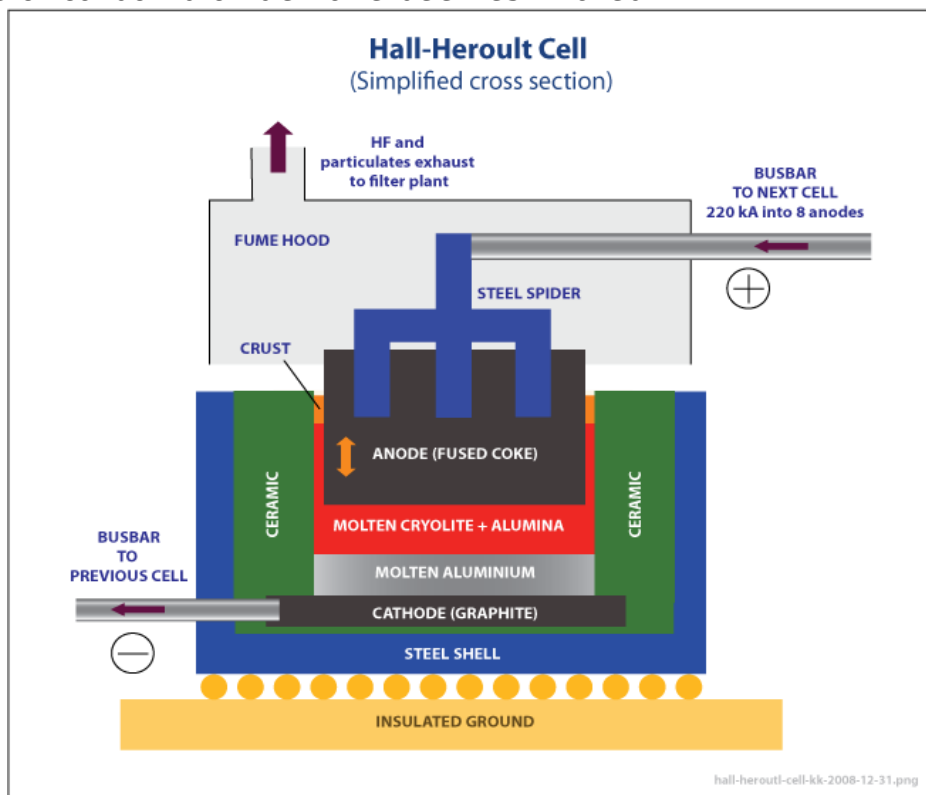 Hall-Heroult Cell
(Simplified cross section)
HF and
particulates exhaust
to filter plant
BUSBAR
TO NEXT CELL
220 kA into 8 anodes
FUME HOOD
STEEL SPIDER
CRUST
ANODE (FUSED COKE)
CERAMIC
CERAMIC
MOLTEN CRYOLITE + ALUMINA
BUSBAR
TO
PREVIOUS CELL
MOLTEN ALUMINIUM
CATHODE (GRAPHITE)
STEEL SHELL
INSULATED GROUND
hall-heroutl-cell-kk-2008-12-31.png